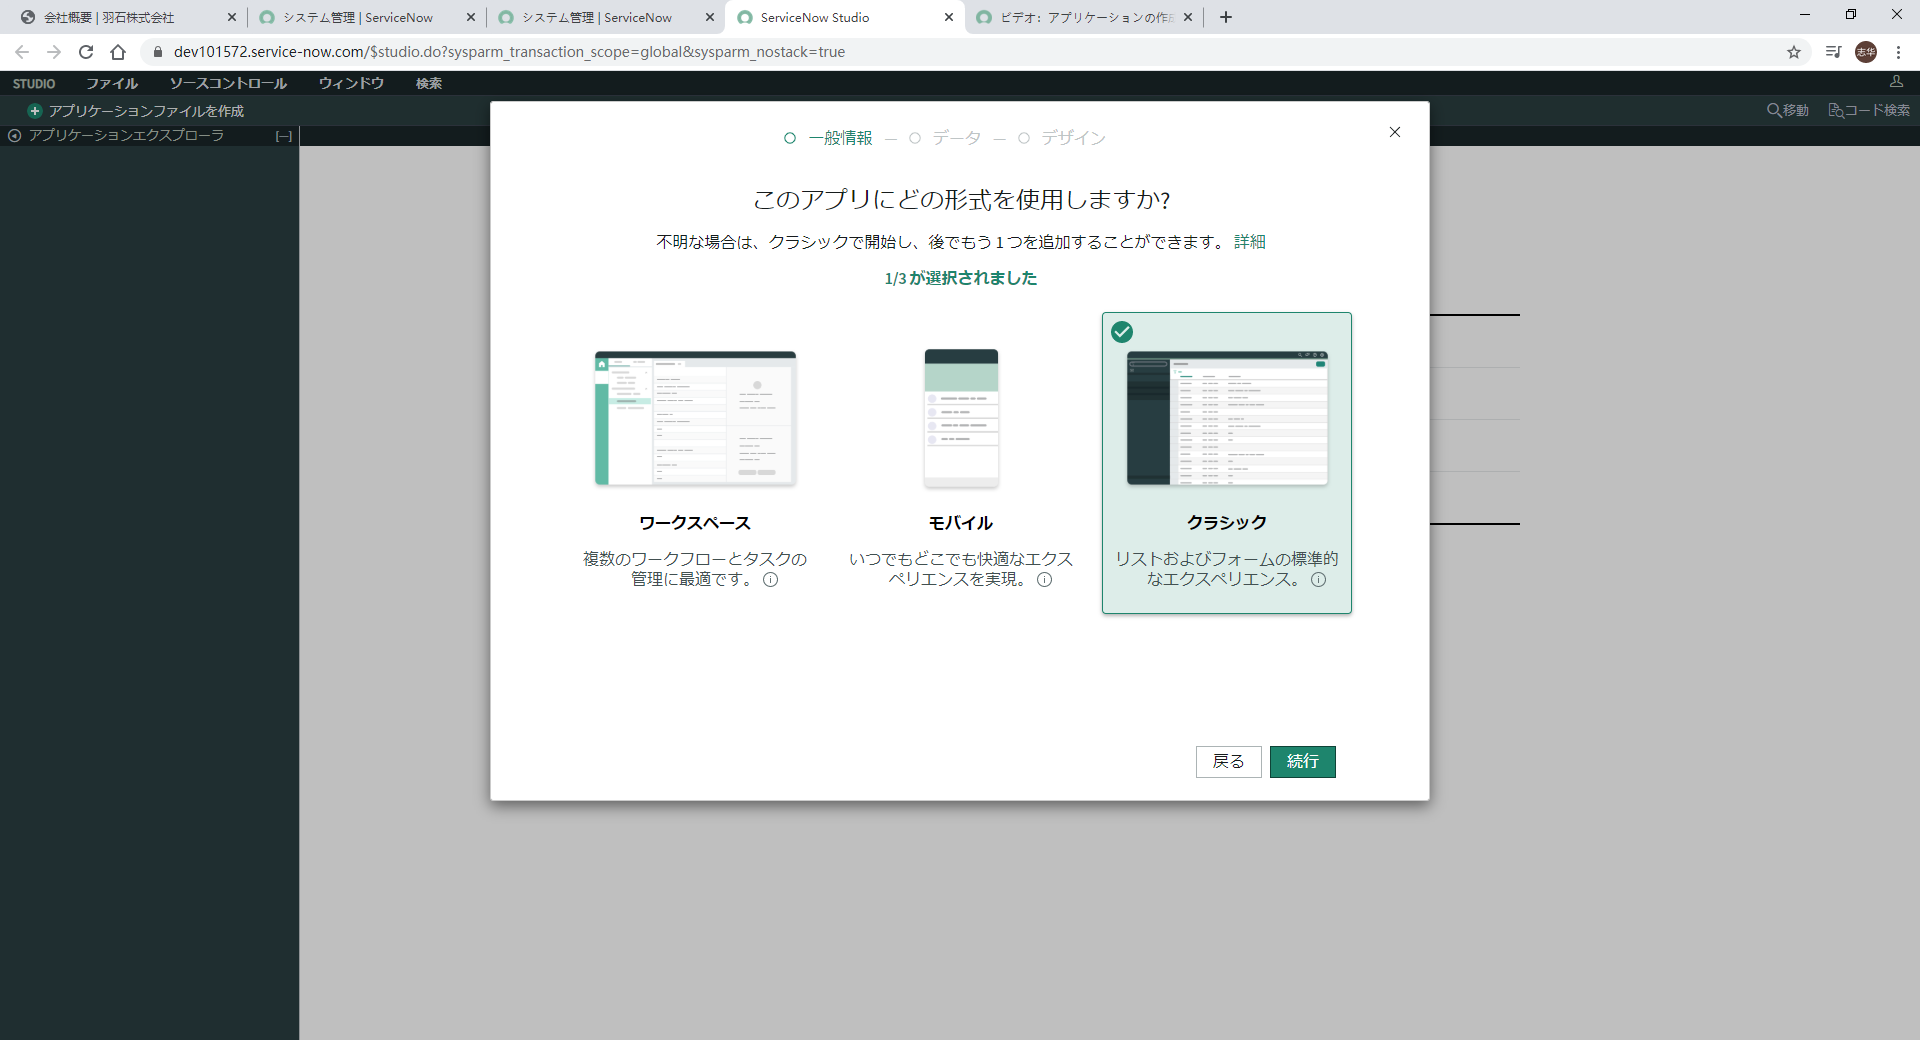 会社概要 | 羽石株式会社
システム管理 | ServiceNow
システム管理 | ServiceNow
ServiceNow Studio
ビデオ: アプリケーションの作成
dev101572.service-now.com/$studio.do?sysparm_transaction_scope=global&sysparm_nostack=true
志华
STUDIO ファイル ソースコントロール ウィンドウ 検索
アプリケーションファイルを作成
移動 コード検索
アプリケーションエクスプローラ
一般情報 — データ — デザイン
このアプリにどの形式を使用しますか?
不明な場合は、クラシックで開始し、後でもう 1 つを追加することができます。 詳細
1/3 が選択されました
ワークスペース
複数のワークフローとタスクの
管理に最適です。
モバイル
いつでもどこでも快適なエクス
ペリエンスを実現。
クラシック
リストおよびフォームの標準的
なエクスペリエンス。
戻る 続行